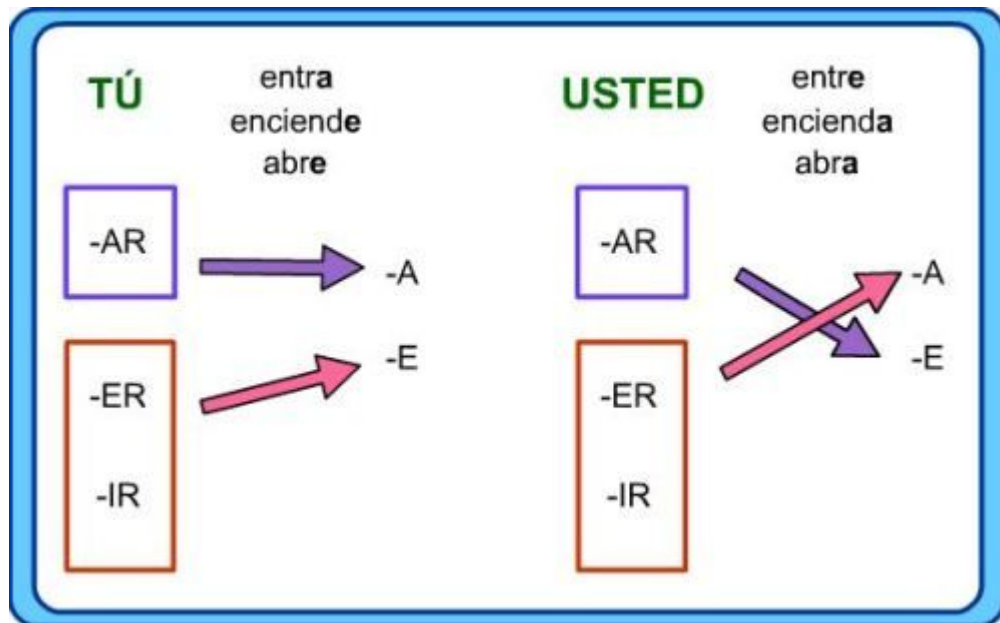 TÚ
entra
enciende
abre
-AR
-A
-E
-ER
-IR
USTED
entre
encienda
abra
-AR
-A
-E
-ER
-IR